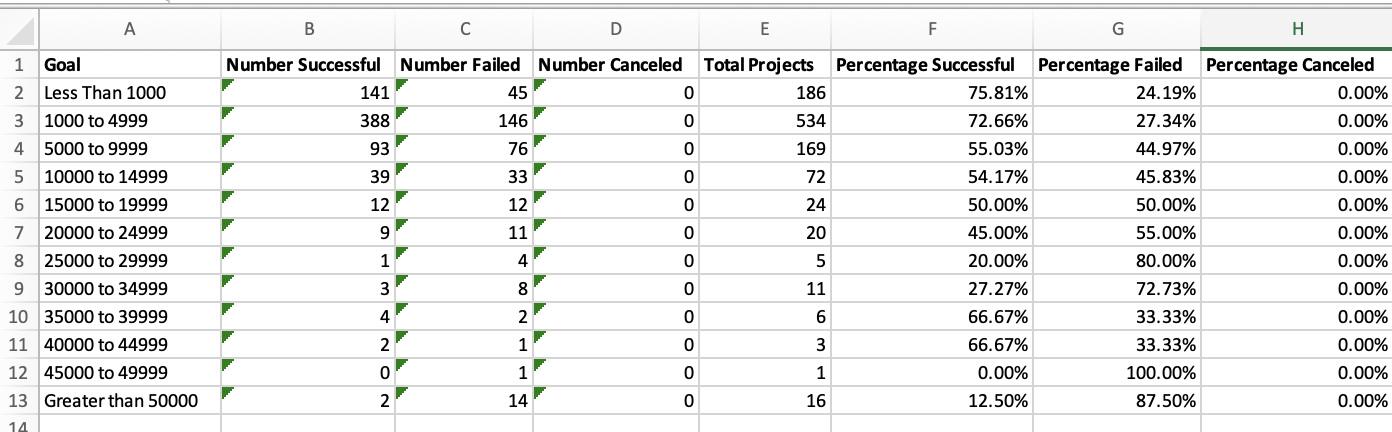 A B C D E F G H
1 Goal Number Successful Number Failed Number Canceled Total Projects Percentage Successful Percentage Failed Percentage Canceled
2 Less Than 1000 141 45 0 186 75.81% 24.19% 0.00%
3 1000 to 4999 388 146 0 534 72.66% 27.34% 0.00%
4 5000 to 9999 93 76 0 169 55.03% 44.97% 0.00%
5 10000 to 14999 39 33 0 72 54.17% 45.83% 0.00%
6 15000 to 19999 12 12 0 24 50.00% 50.00% 0.00%
7 20000 to 24999 9 11 0 20 45.00% 55.00% 0.00%
8 25000 to 29999 1 4 0 5 20.00% 80.00% 0.00%
9 30000 to 34999 3 8 0 11 27.27% 72.73% 0.00%
10 35000 to 39999 4 2 0 6 66.67% 33.33% 0.00%
11 40000 to 44999 2 1 0 3 66.67% 33.33% 0.00%
12 45000 to 49999 0 1 0 1 0.00% 100.00% 0.00%
13 Greater than 50000 2 14 0 16 12.50% 87.50% 0.00%
14